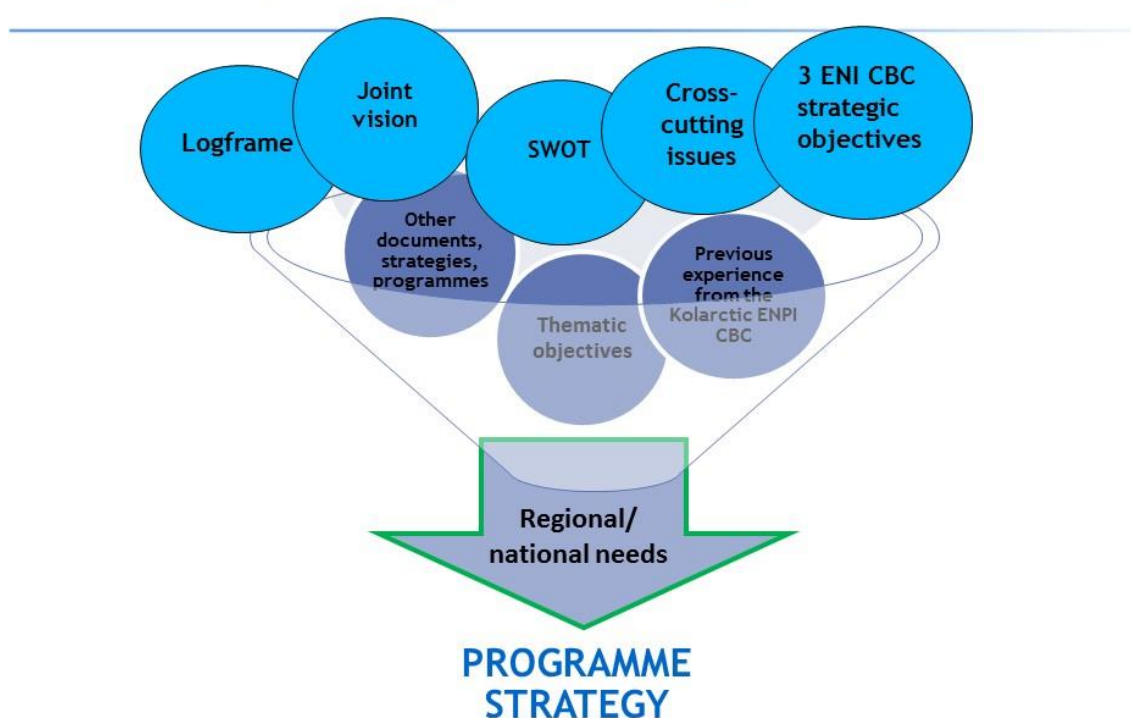 Logframe
Joint
vision
SWOT
Cross-
cutting
issues
3 ENI CBC
strategic
objectives
Other
documents,
strategies,
programmes
Thematic
objectives
Previous
experience
from the
Kolarctic ENPI
CBC
Regional/
national needs
PROGRAMME
STRATEGY